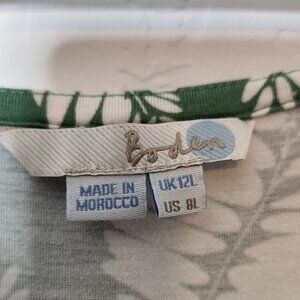 Boden
MADE IN
MOROCCO
UK 12L
US 8L